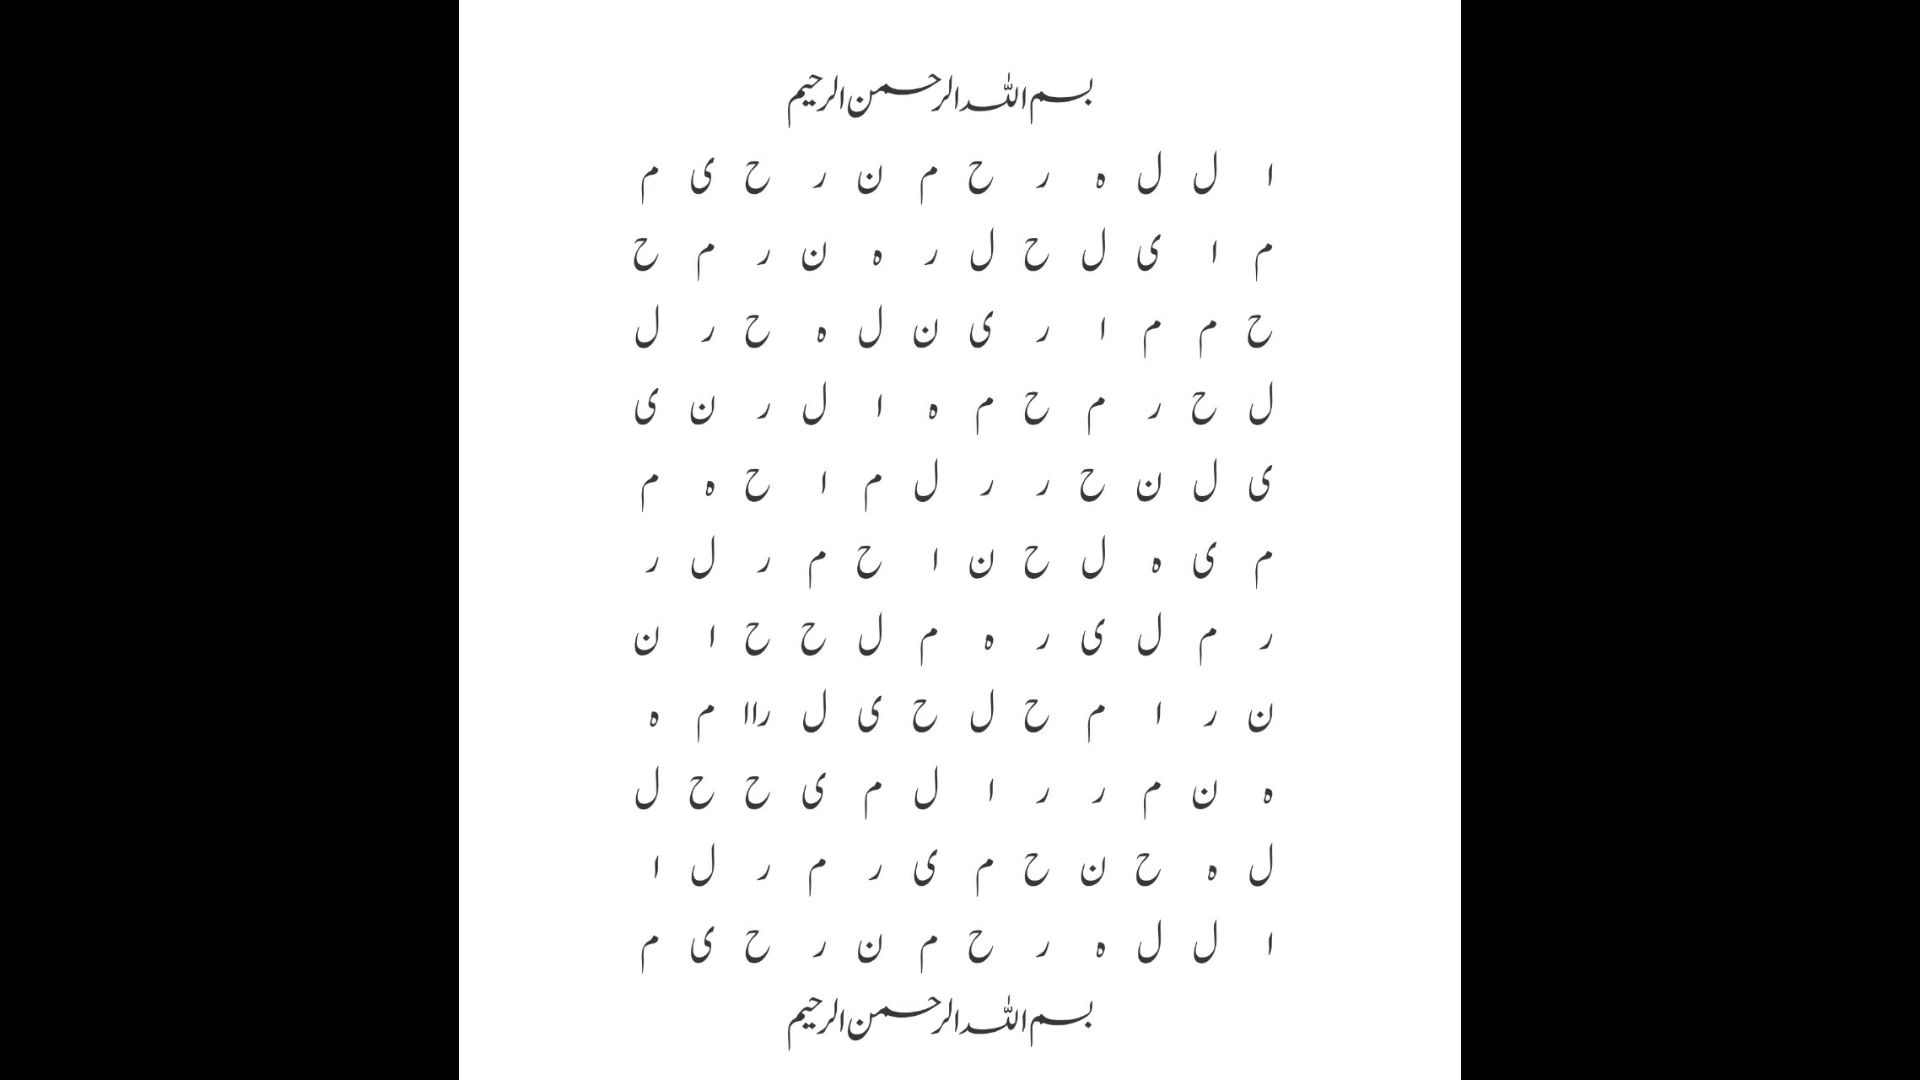 بسم اللہ الرحمن الرحیم
ا ل ل ہ ر ح م ن ر ح ی م
م ا ی ل ح ل ر ہ ن ر م ح
ح م م ا ر ی ن ل ہ ح ر ل
ل ح ر م ح م ہ ا ل ر ن ی
ی ل ن ح ر ر ل م ا ح ہ م
م ی ہ ل ح ن ا ح م ر ل ر
ر م ل ی ر ہ م ل ح ح ا ن
ن ر ا م ح ل ح ی ل راا م ہ
ہ ن م ر ر ا ل م ی ح ح ل
ل ہ ح ن ح م ی ر م ر ل ا
ا ل ل ہ ر ح م ن ر ح ی م
بسم اللہ الرحمن الرحیم